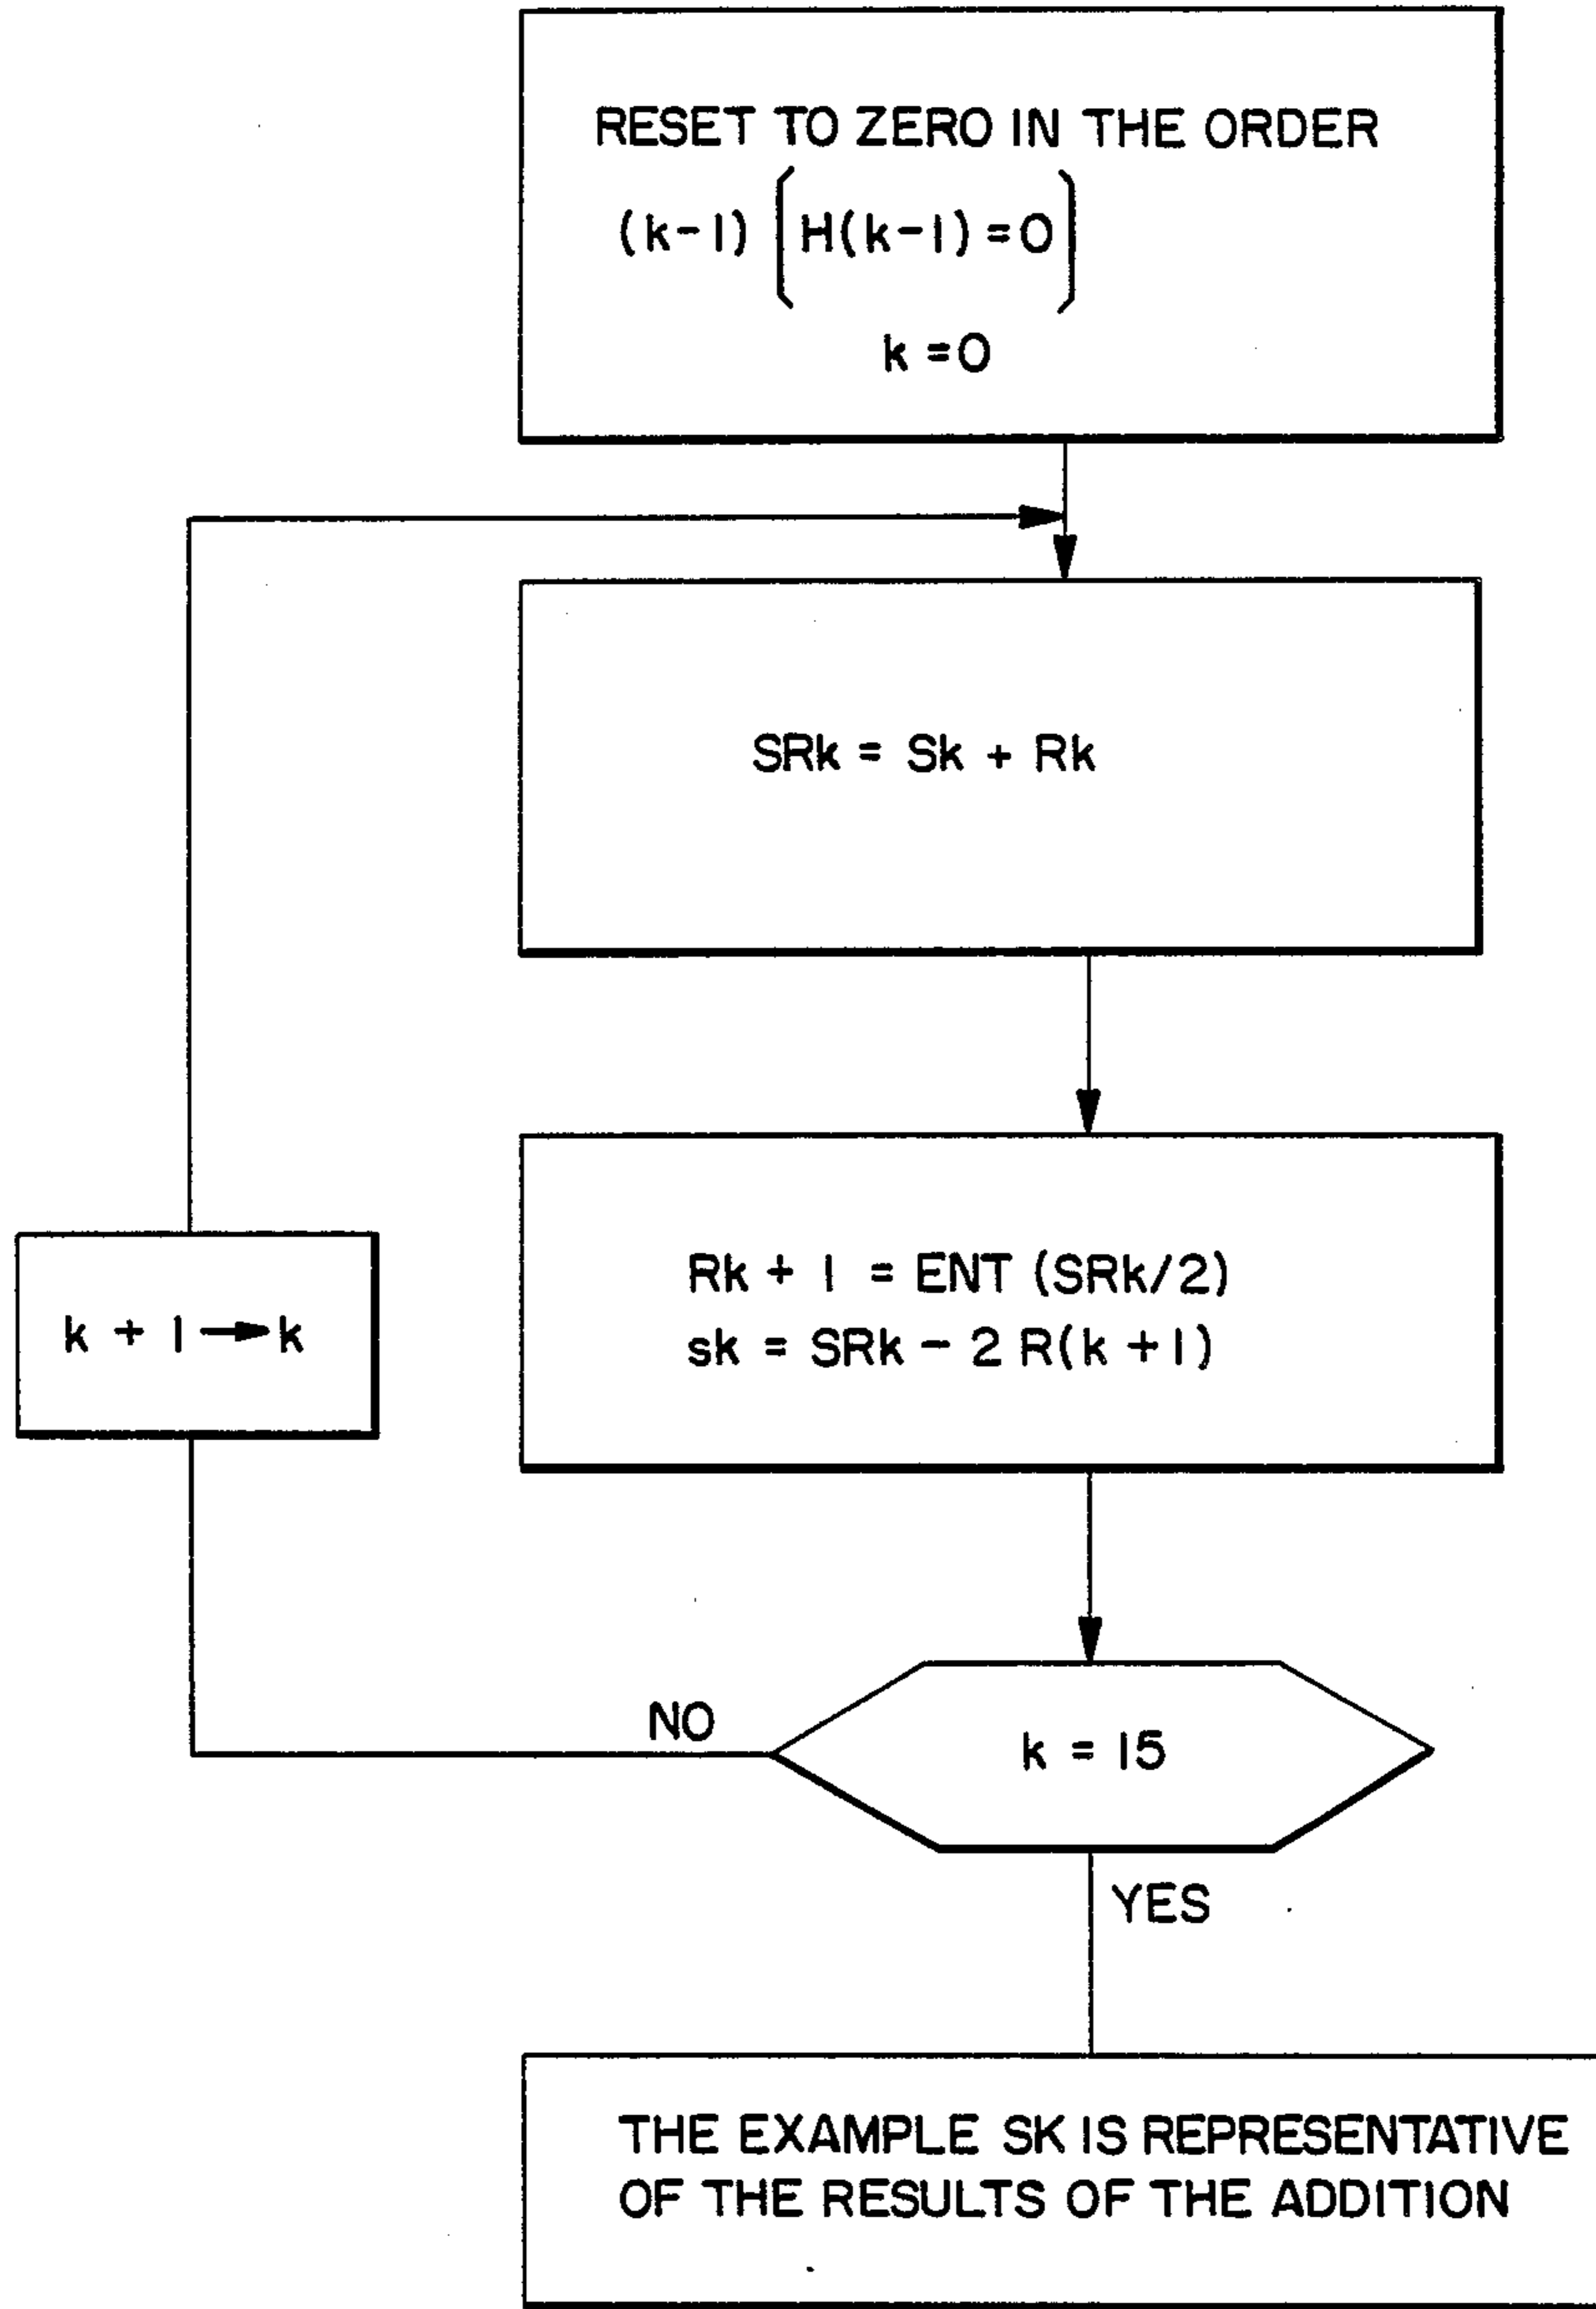 RESET TO ZERO IN THE ORDER
(k-1) [H(k-1)=0]
k=0
SRk = Sk + Rk
Rk + 1 = ENT (SRk/2)
sk = SRk - 2 R(k+1)
k + 1 → k
NO
k = 15
YES
THE EXAMPLE SK IS REPRESENTATIVE
OF THE RESULTS OF THE ADDITION